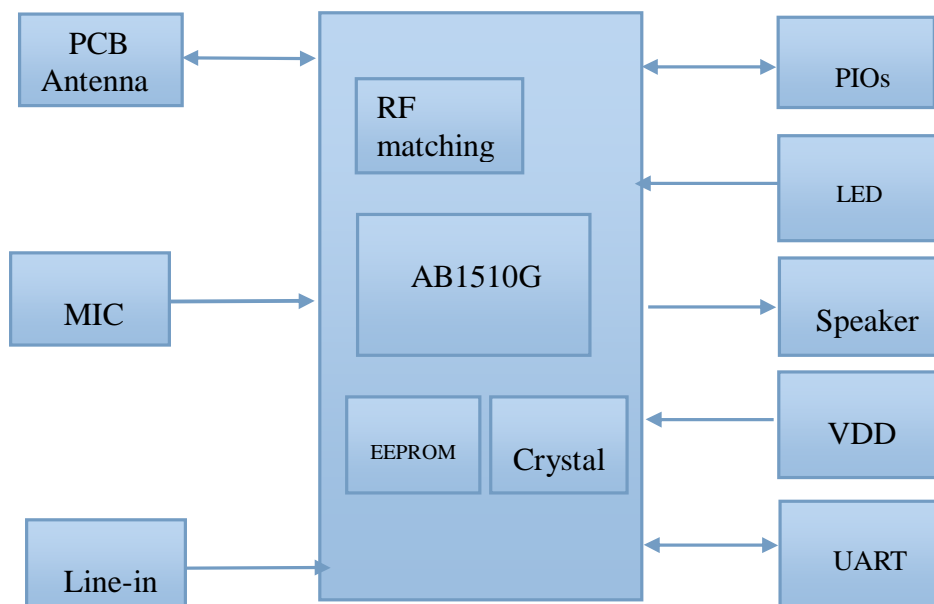 PCB
Antenna
MIC
Line-in
RF
matching
AB1510G
EEPROM
Crystal
PIOs
LED
Speaker
VDD
UART